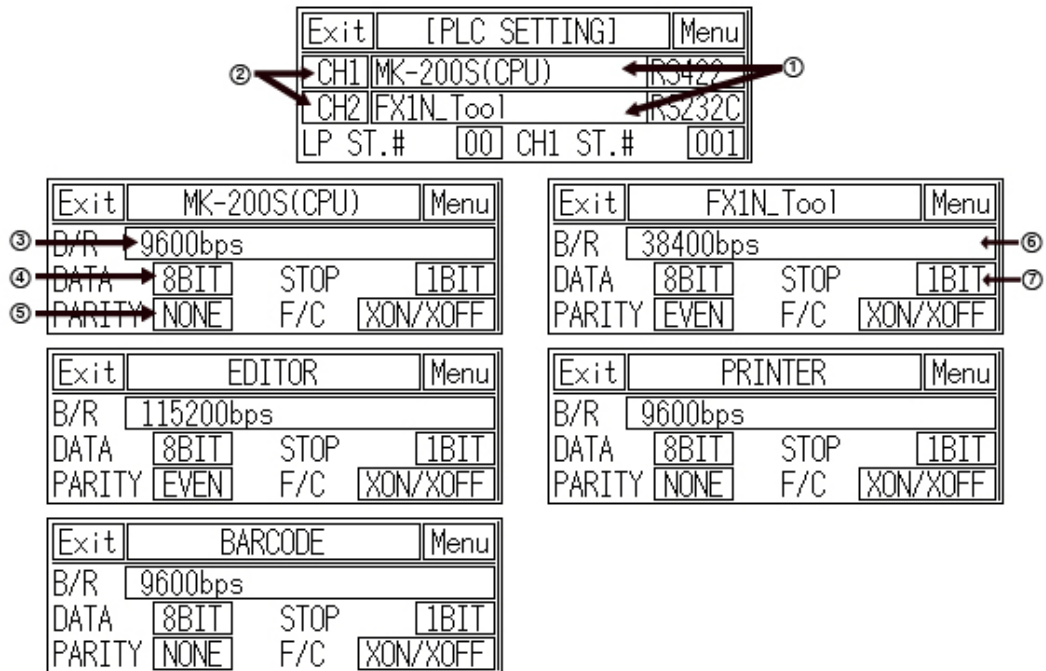 Exit [PLC SETTING] Menu
② CH1 MK-200S(CPU) RS422 ①
CH2 FX1N_Tool RS232C
LP ST.# 00 CH1 ST.# 001
Exit MK-200S(CPU) Menu
③ B/R 9600bps
④ DATA 8BIT STOP 1BIT
⑤ PARITY NONE F/C XON/XOFF
Exit FX1N_Tool Menu
B/R 38400bps ⑥
DATA 8BIT STOP 1BIT ⑦
PARITY EVEN F/C XON/XOFF
Exit EDITOR Menu
B/R 115200bps
DATA 8BIT STOP 1BIT
PARITY EVEN F/C XON/XOFF
Exit PRINTER Menu
B/R 9600bps
DATA 8BIT STOP 1BIT
PARITY NONE F/C XON/XOFF
Exit BARCODE Menu
B/R 9600bps
DATA 8BIT STOP 1BIT
PARITY NONE F/C XON/XOFF